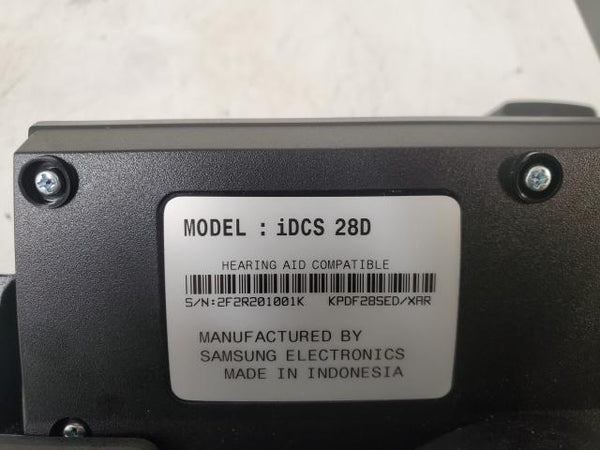 MODEL : iDCS 28D
HEARING AID COMPATIBLE
S/N:2F2R201001K KPDF28SED/XAR
MANUFACTURED BY
SAMSUNG ELECTRONICS
MADE IN INDONESIA